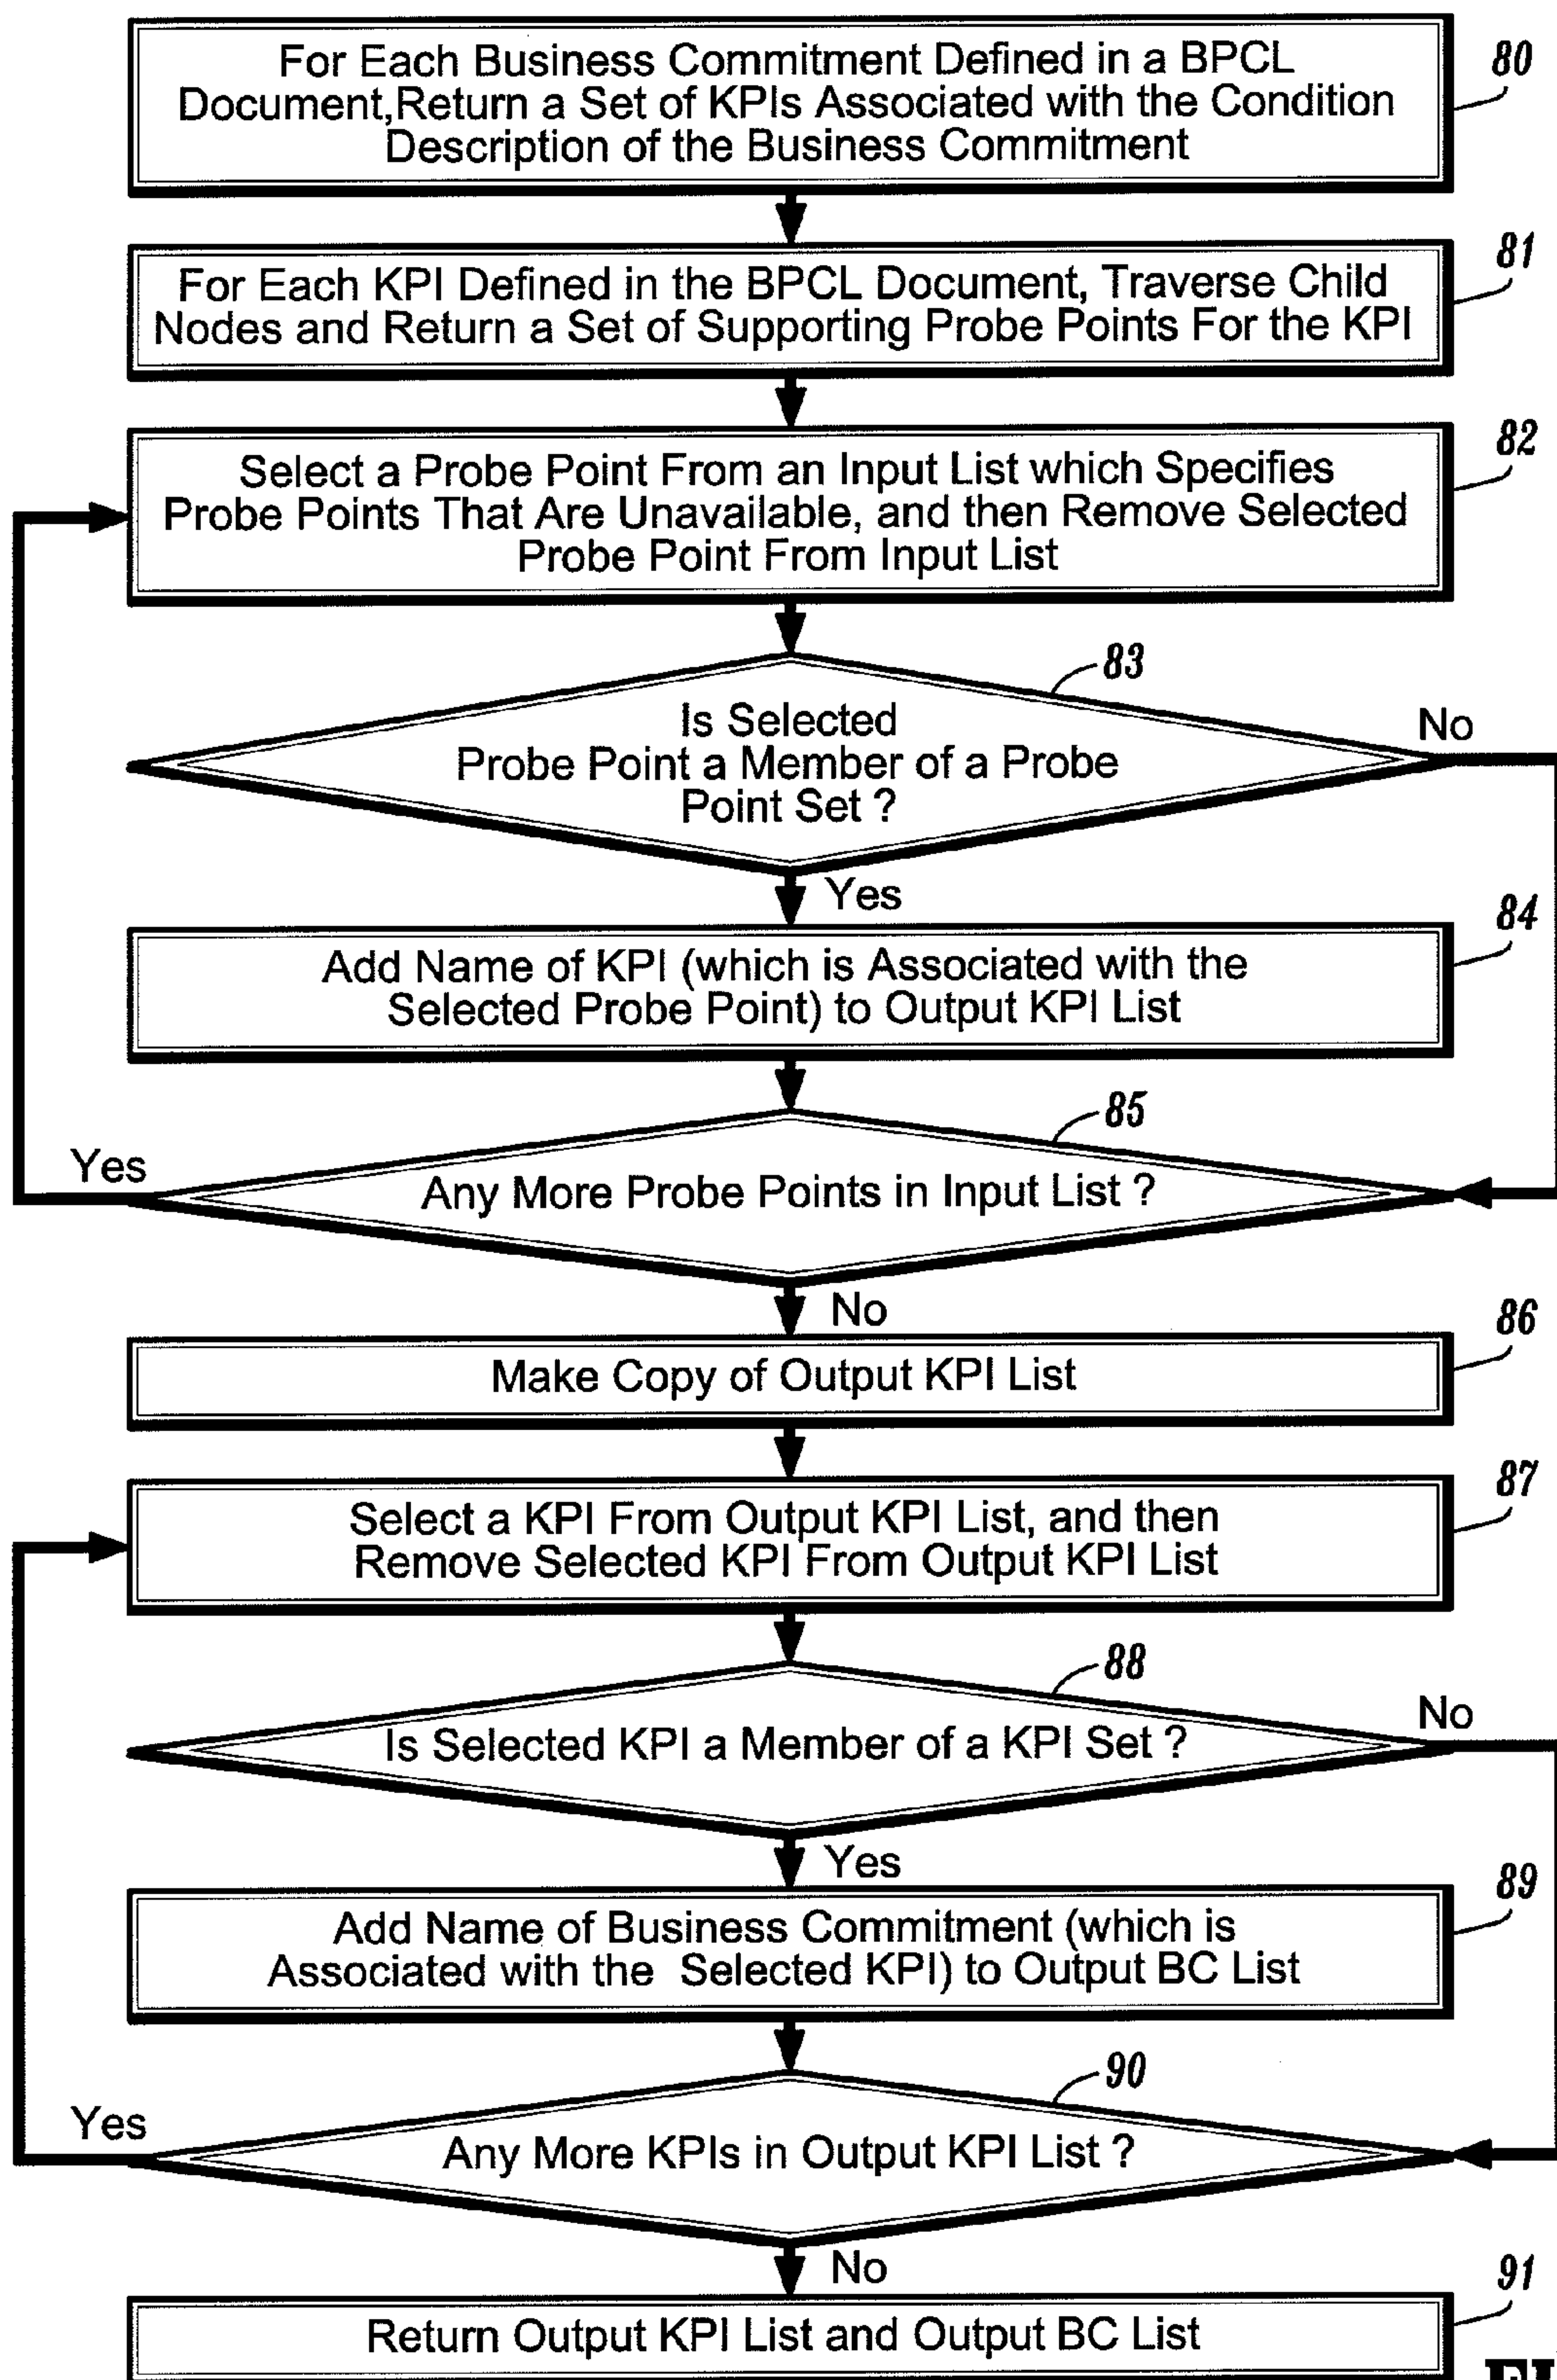 For Each Business Commitment Defined in a BPCL
Document,Return a Set of KPIs Associated with the Condition
Description of the Business Commitment
80
For Each KPI Defined in the BPCL Document, Traverse Child
Nodes and Return a Set of Supporting Probe Points For the KPI
81
Select a Probe Point From an Input List which Specifies
Probe Points That Are Unavailable, and then Remove Selected
Probe Point From Input List
82
83
Is Selected
Probe Point a Member of a Probe
Point Set ?
No
Yes
84
Add Name of KPI (which is Associated with the
Selected Probe Point) to Output KPI List
85
Yes
Any More Probe Points in Input List ?
No
86
Make Copy of Output KPI List
87
Select a KPI From Output KPI List, and then
Remove Selected KPI From Output KPI List
88
No
Is Selected KPI a Member of a KPI Set ?
Yes
89
Add Name of Business Commitment (which is
Associated with the Selected KPI) to Output BC List
90
Yes
Any More KPIs in Output KPI List ?
No
91
Return Output KPI List and Output BC List